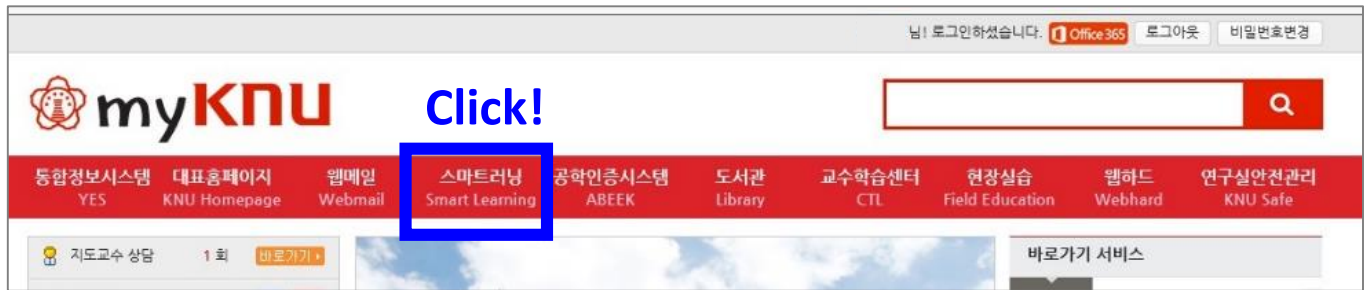 님! 로그인하셨습니다. Office 365 로그아웃 비밀번호변경
myKNU
Click!
통합정보시스템 대표홈페이지 웹메일 스마트러닝 공학인증시스템 도서관 교수학습센터 현장실습 웹하드 연구실안전관리
YES KNU Homepage Webmail Smart Learning ABEEK Library CTL Field Education Webhard KNU Safe
지도교수 상담 1 회 바로가기 바로가기 서비스